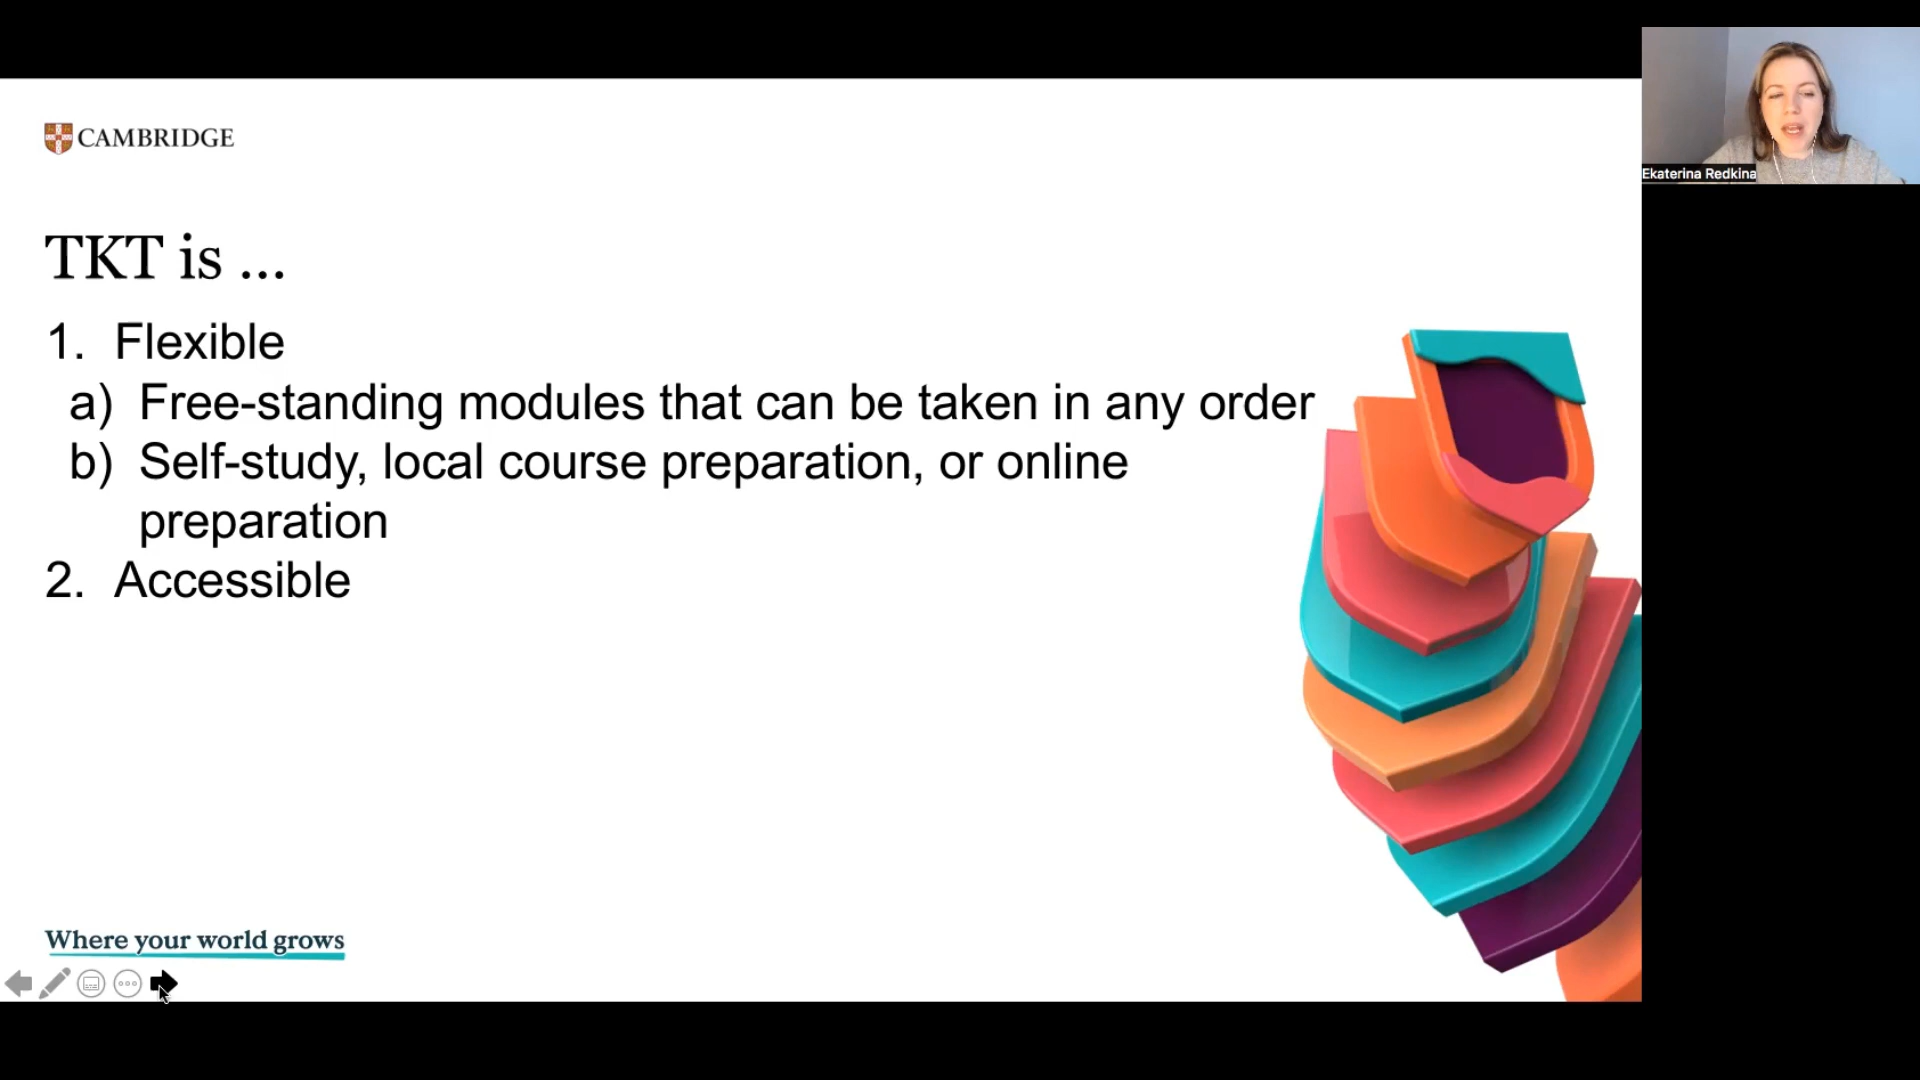 CAMBRIDGE
TKT is ...
1. Flexible
a) Free-standing modules that can be taken in any order
b) Self-study, local course preparation, or online
preparation
2. Accessible
Where your world grows
Ekaterina Redkina